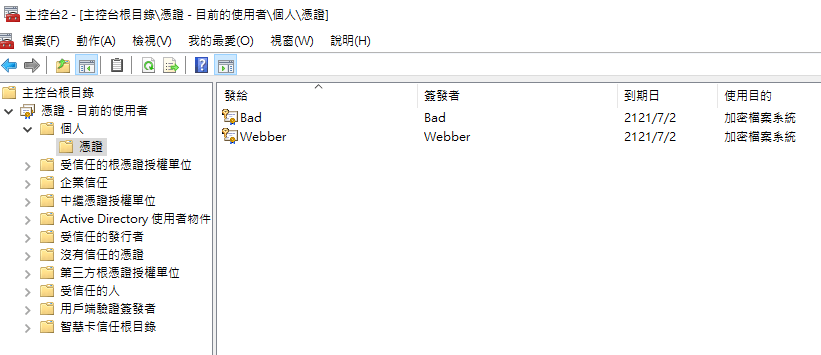 主控台2 - [主控台根目錄\憑證 - 目前的使用者\個人\憑證]
檔案(F) 動作(A) 檢視(V) 我的最愛(O) 視窗(W) 說明(H)
主控台根目錄
憑證 - 目前的使用者
個人
憑證
受信任的根憑證授權單位
企業信任
中繼憑證授權單位
Active Directory 使用者物件
受信任的發行者
沒有信任的憑證
第三方根憑證授權單位
受信任的人
用戶端驗證簽發者
智慧卡信任根目錄
發給 簽發者 到期日 使用目的
Bad Bad 2121/7/2 加密檔案系統
Webber Webber 2121/7/2 加密檔案系統